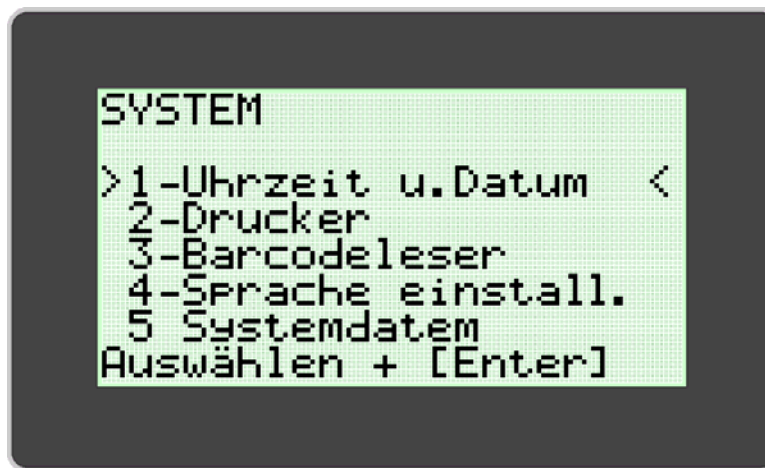 SYSTEM
>1-Uhrzeit u.Datum <
2-Drucker
3-Barcodeleser
4-Sprache einstall.
5 Systemdatem
Auswählen + [Enter]